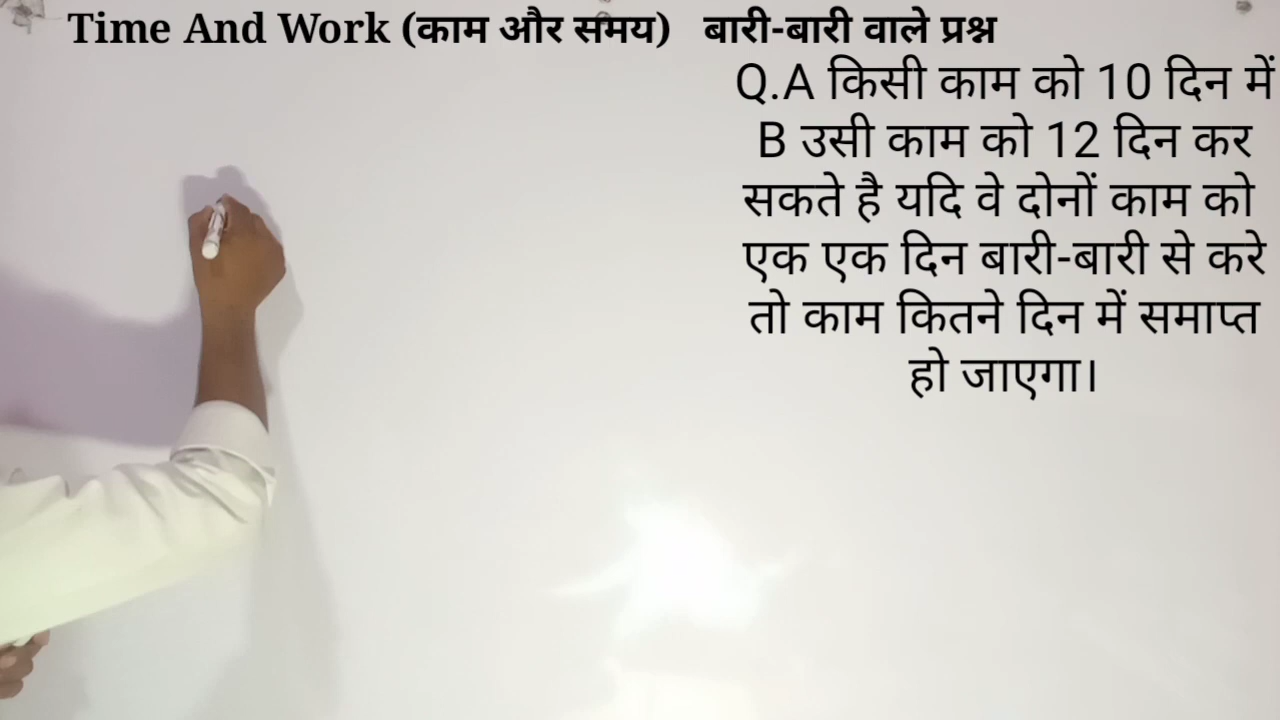 Time And Work (काम और समय) बारी-बारी वाले प्रश्न
Q.A किसी काम को 10 दिन में
B उसी काम को 12 दिन कर
सकते है यदि वे दोनों काम को
एक एक दिन बारी-बारी से करे
तो काम कितने दिन में समाप्त
हो जाएगा।